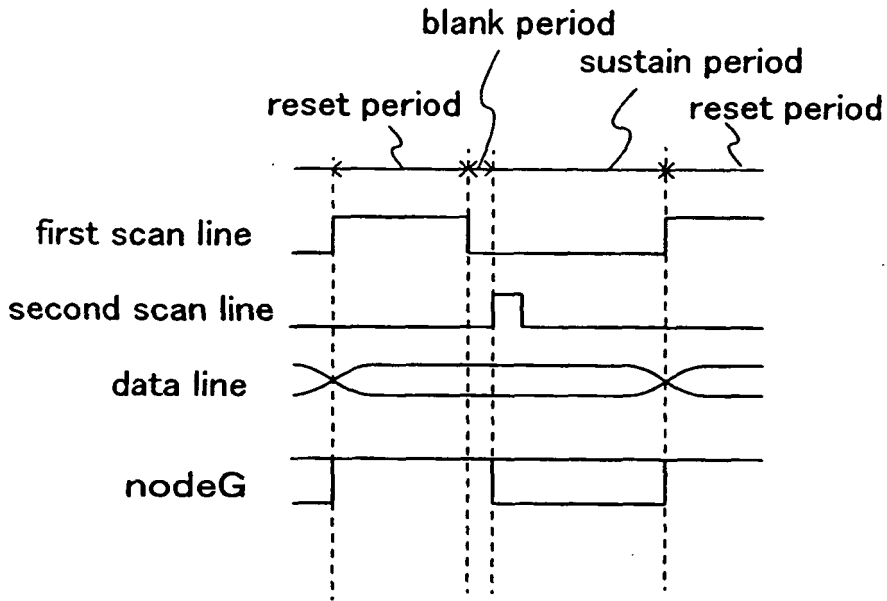 blank period
sustain period
reset period
reset period
first scan line
second scan line
data line
nodeG